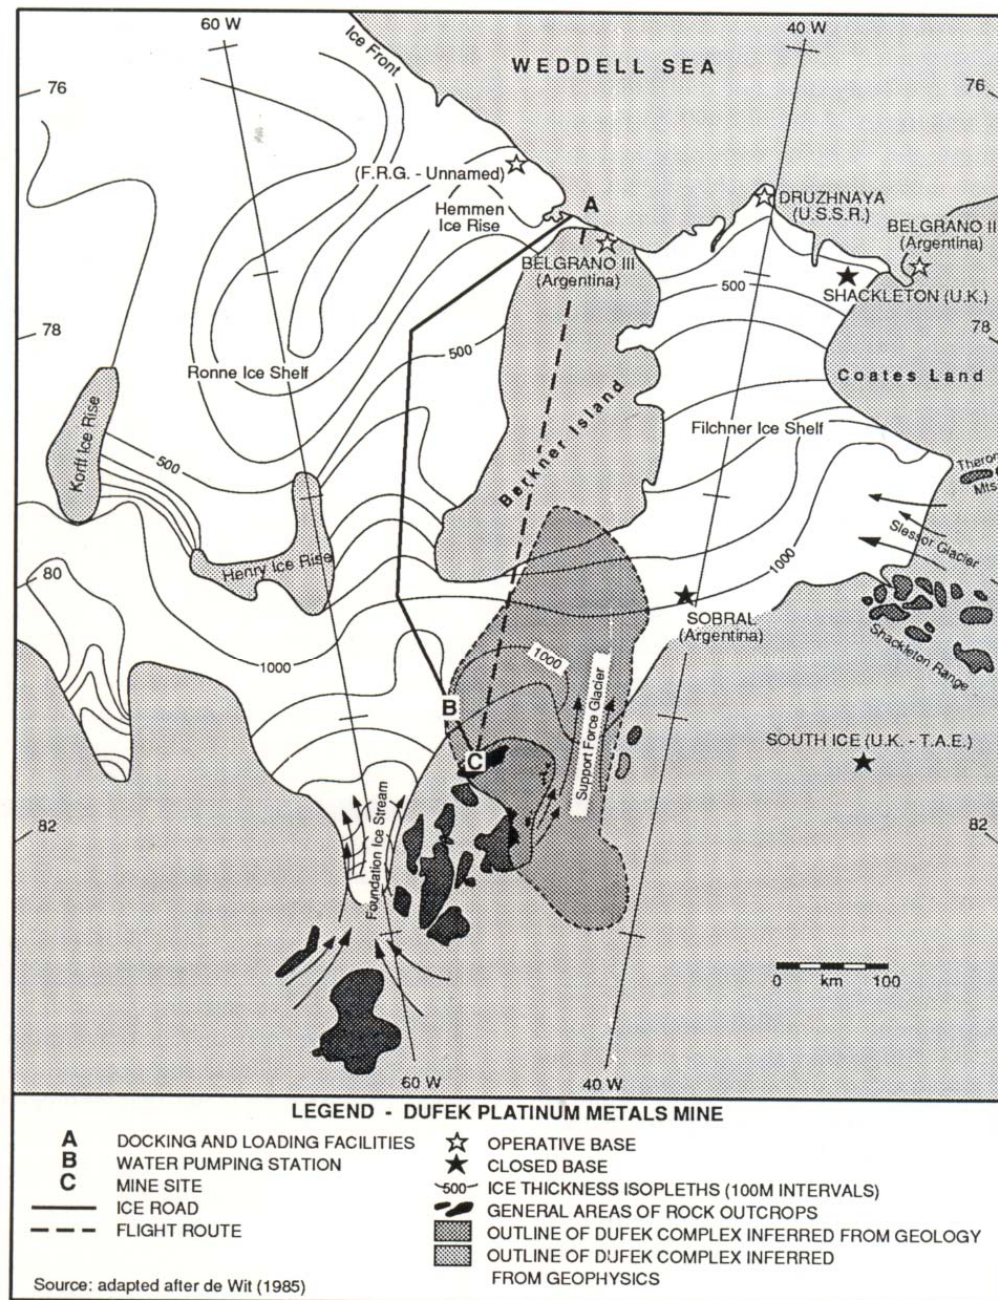 60 W
40 W
Ice Front
WEDDELL SEA
76
76
(F.R.G. - Unnamed)
A
DRUZHNAYA
(U.S.S.R.)
Hemmen
Ice Rise
BELGRANO II
(Argentina)
BELGRANO III
(Argentina)
500
SHACKLETON (U.K.)
78
78
500
Ronne Ice Shelf
Coates Land
Korff Ice Rise
Berkner Island
Filchner Ice Shelf
500
Theron
Mts
Slessor Glacier
80
Henry Ice Rise
1000
SOBRAL
(Argentina)
Shackleton Range
1000
1000
B
Support Force Glacier
SOUTH ICE (U.K. - T.A.E.)
C
82
82
Foundation Ice Stream
0 km 100
60 W
40 W
LEGEND - DUFEK PLATINUM METALS MINE
A DOCKING AND LOADING FACILITIES
B WATER PUMPING STATION
C MINE SITE
ICE ROAD
FLIGHT ROUTE
OPERATIVE BASE
CLOSED BASE
500 ICE THICKNESS ISOPLETHS (100M INTERVALS)
GENERAL AREAS OF ROCK OUTCROPS
OUTLINE OF DUFEK COMPLEX INFERRED FROM GEOLOGY
OUTLINE OF DUFEK COMPLEX INFERRED
FROM GEOPHYSICS
Source: adapted after de Wit (1985)